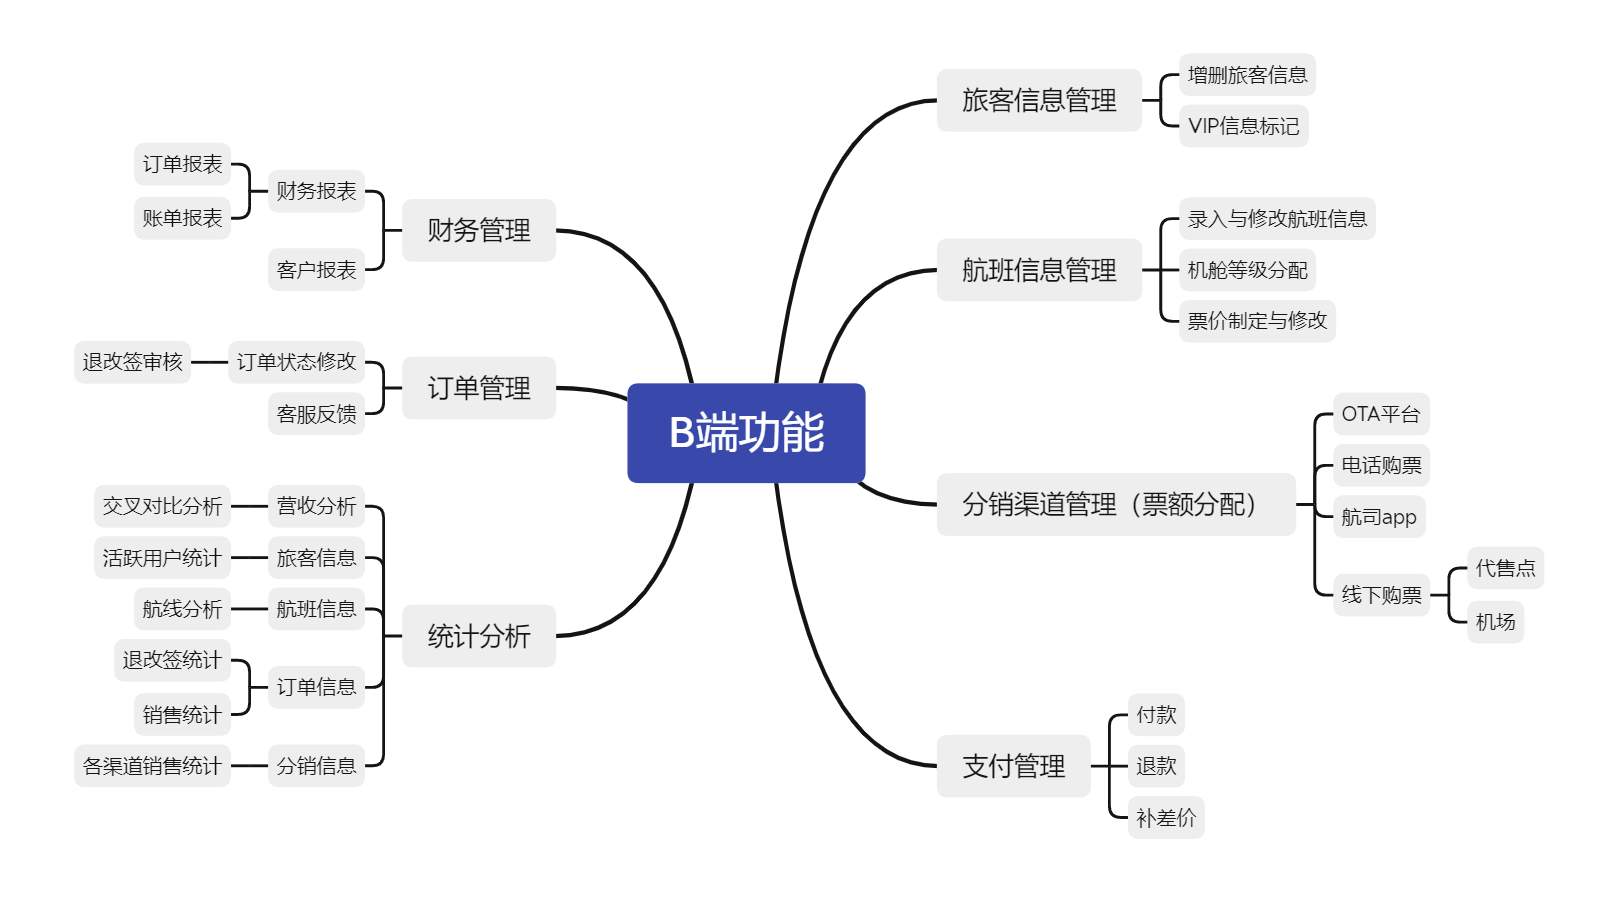 B端功能
旅客信息管理
增删旅客信息
VIP信息标记
航班信息管理
录入与修改航班信息
机舱等级分配
票价制定与修改
分销渠道管理（票额分配）
OTA平台
电话购票
航司app
线下购票
代售点
机场
支付管理
付款
退款
补差价
财务管理
财务报表
订单报表
账单报表
客户报表
订单管理
订单状态修改
退改签审核
客服反馈
统计分析
营收分析
交叉对比分析
旅客信息
活跃用户统计
航班信息
航线分析
订单信息
退改签统计
销售统计
分销信息
各渠道销售统计